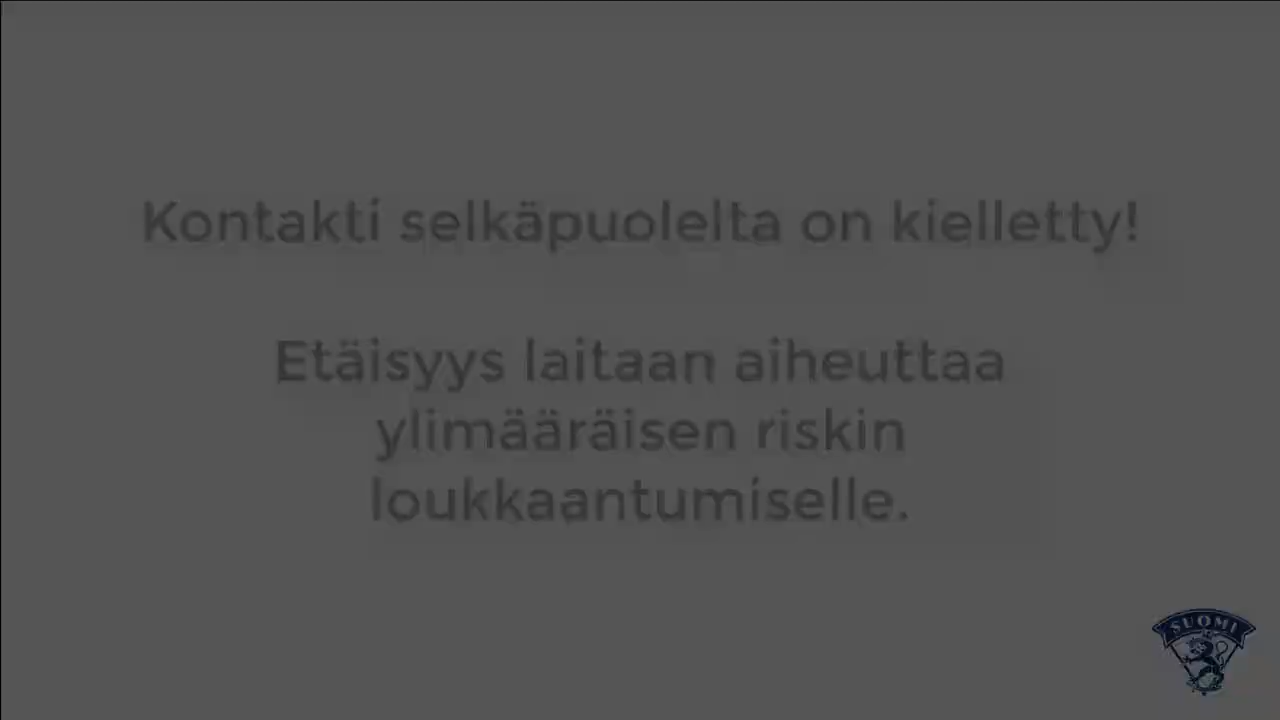 Kontakti selkäpuolelta on kielletty!
Etäisyys laitaan aiheuttaa
ylimääräisen riskin
loukkaantumiselle.
SUOMI